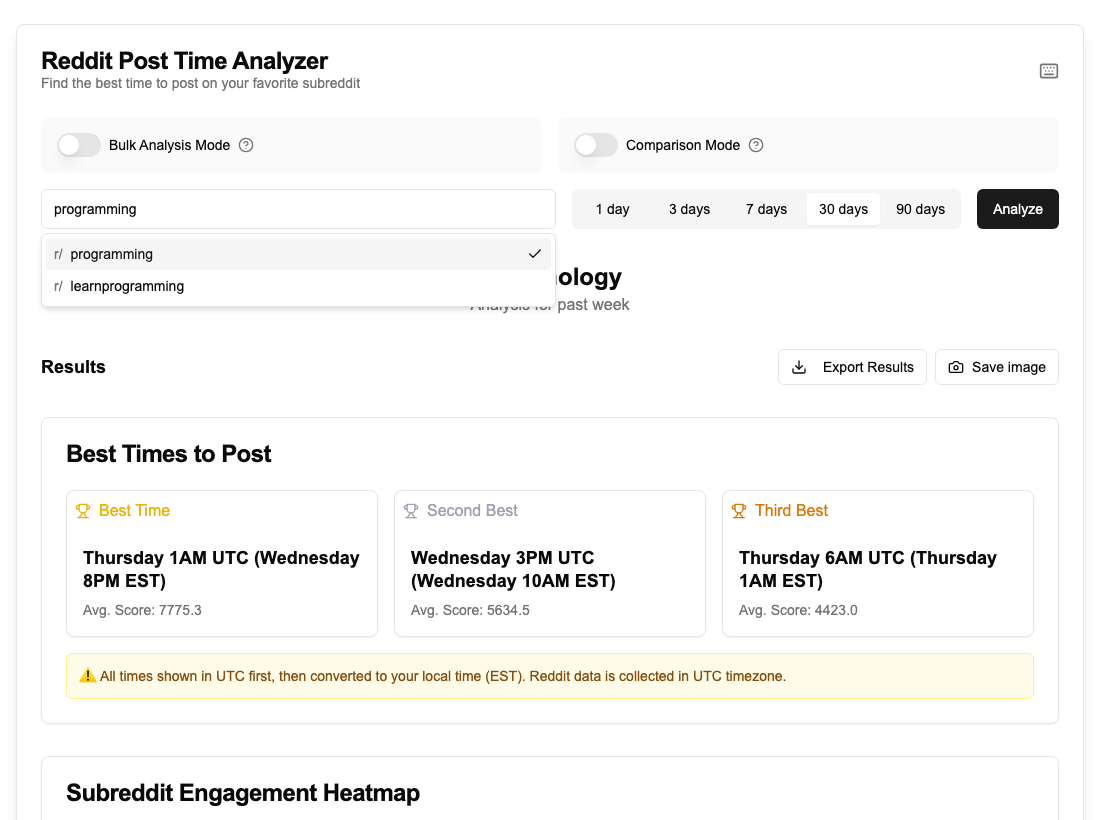 Reddit Post Time Analyzer
Find the best time to post on your favorite subreddit
Bulk Analysis Mode
Comparison Mode
programming
1 day 3 days 7 days 30 days 90 days Analyze
r/ programming
r/ learnprogramming
nology
Analysis for past week
Results
Export Results Save image
Best Times to Post
Best Time
Thursday 1AM UTC (Wednesday
8PM EST)
Avg. Score: 7775.3
Second Best
Wednesday 3PM UTC
(Wednesday 10AM EST)
Avg. Score: 5634.5
Third Best
Thursday 6AM UTC (Thursday
1AM EST)
Avg. Score: 4423.0
All times shown in UTC first, then converted to your local time (EST). Reddit data is collected in UTC timezone.
Subreddit Engagement Heatmap